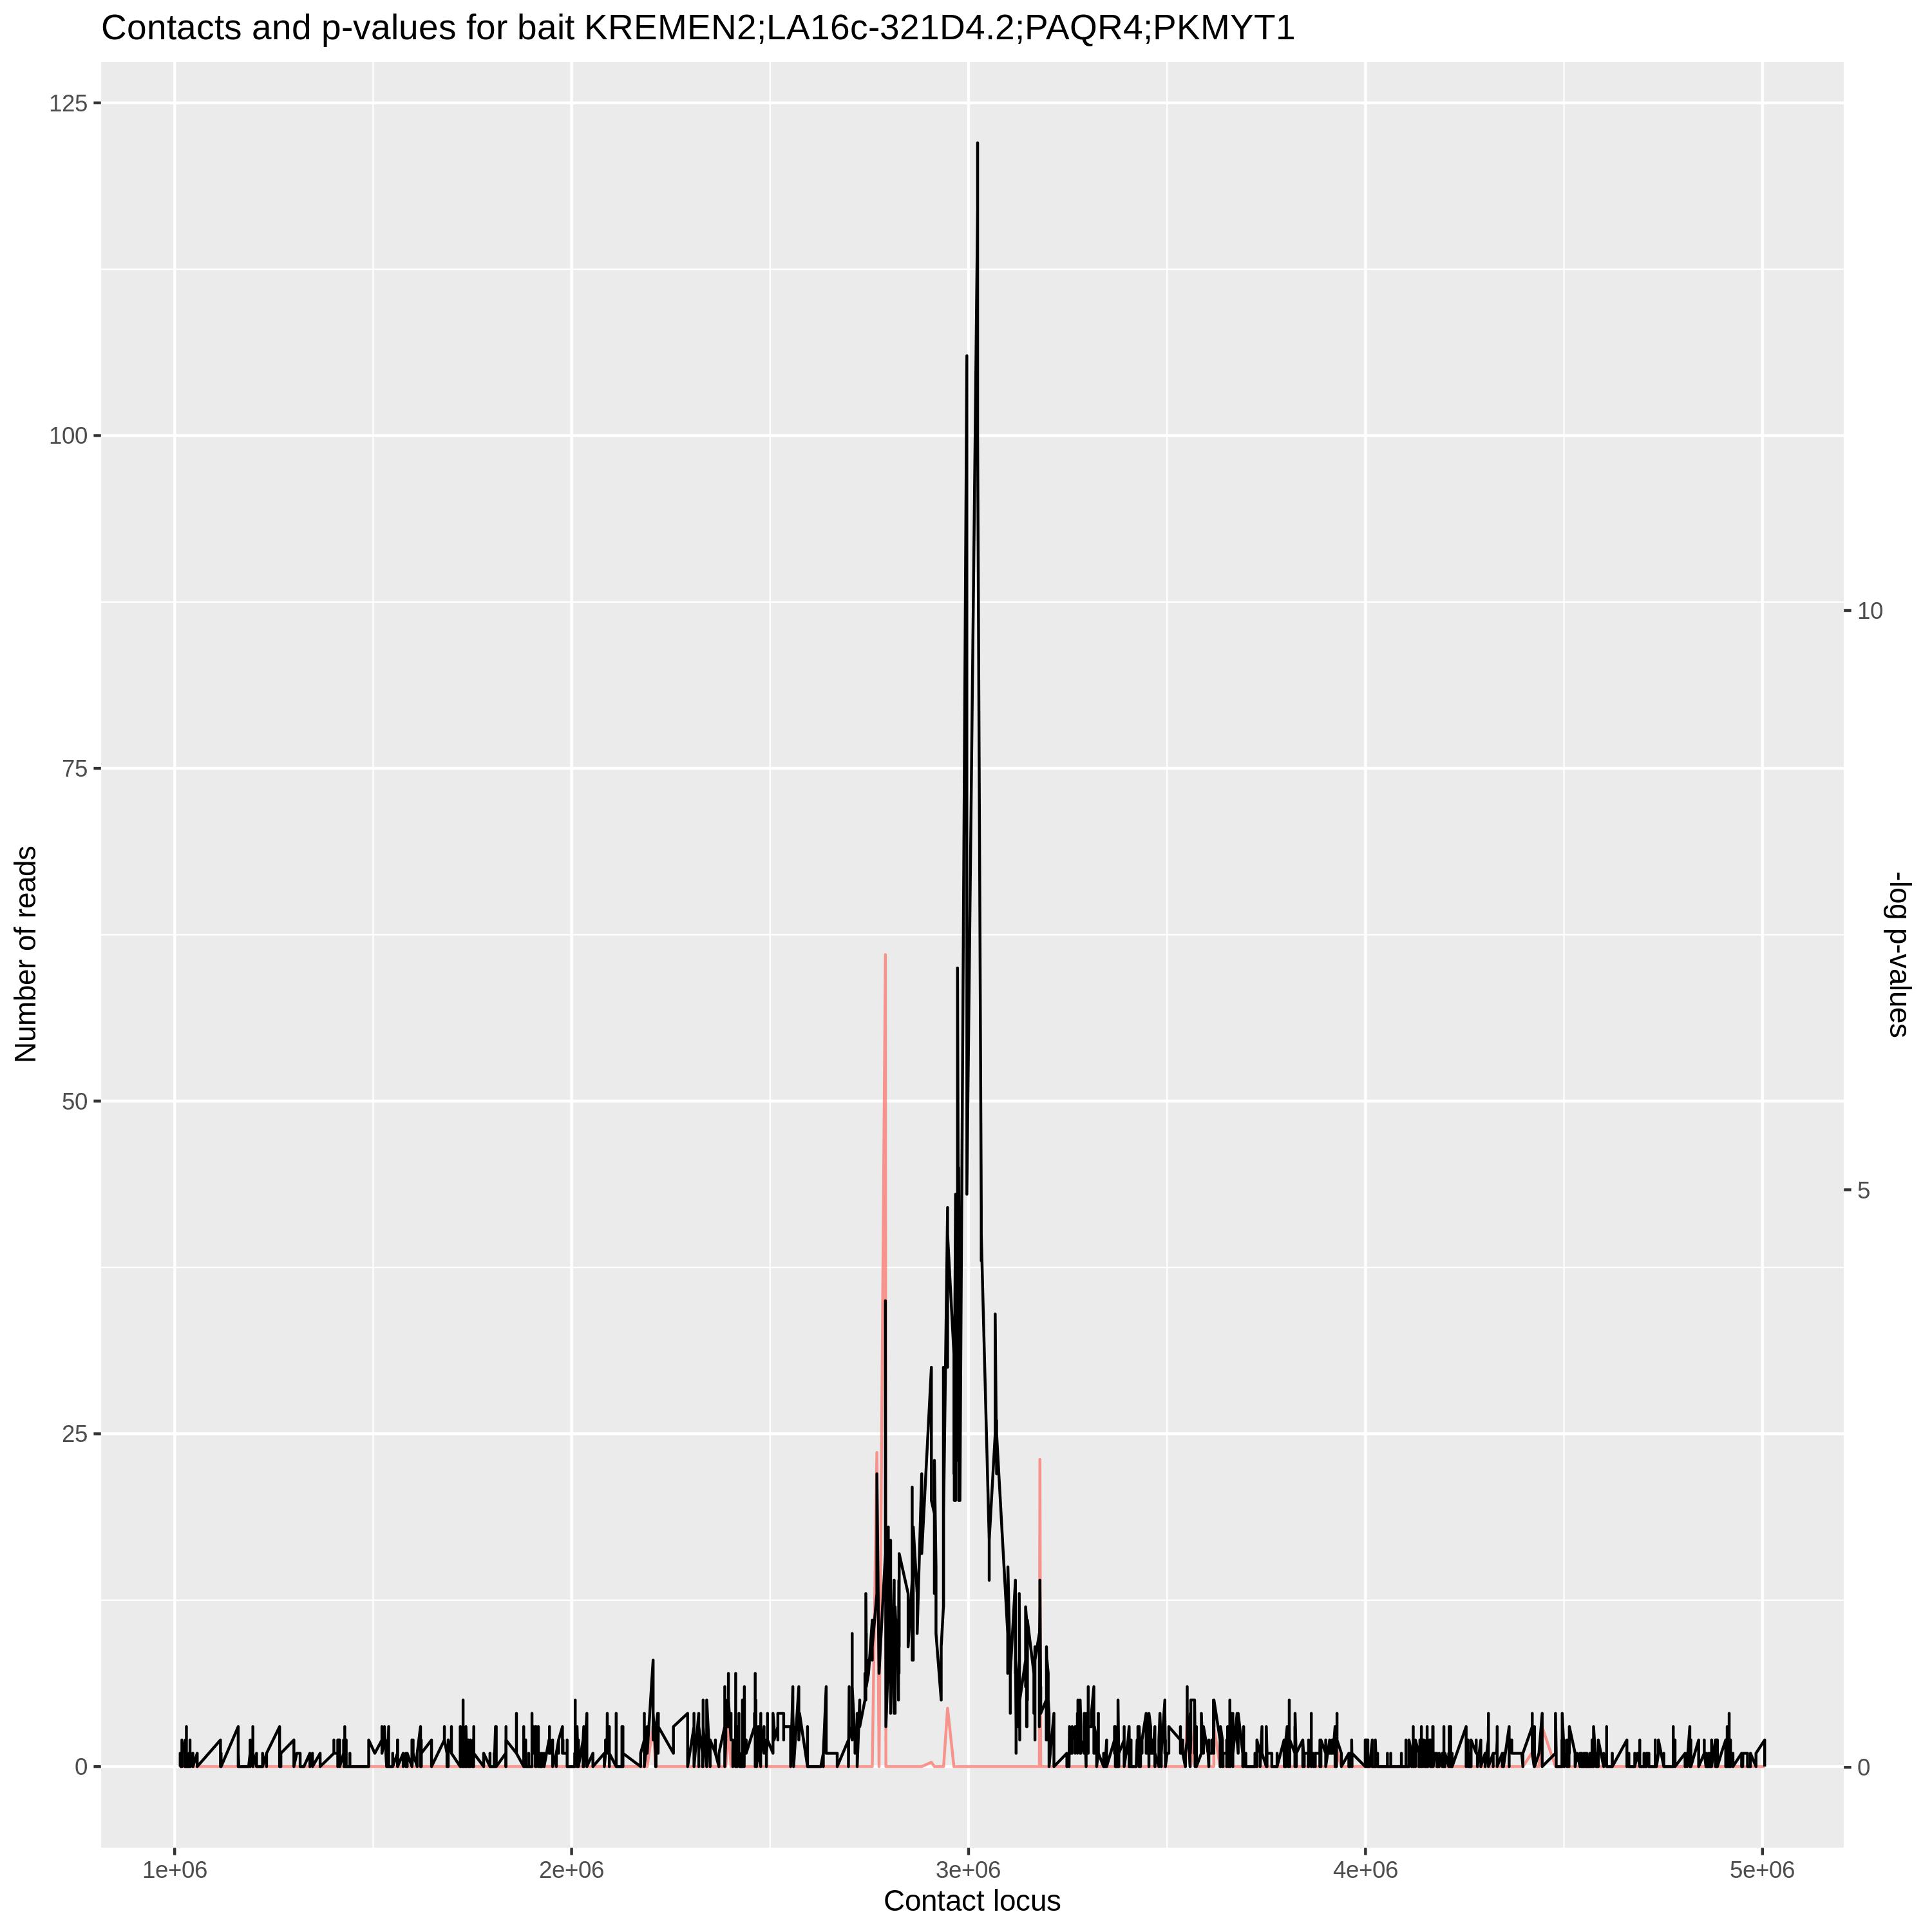 Contacts and p-values for bait KREMEN2;LA16c-321D4.2;PAQR4;PKMYT1
125
100
75
50
25
0
Number of reads
10
5
0
-log p-values
1e+06
2e+06
3e+06
4e+06
5e+06
Contact locus